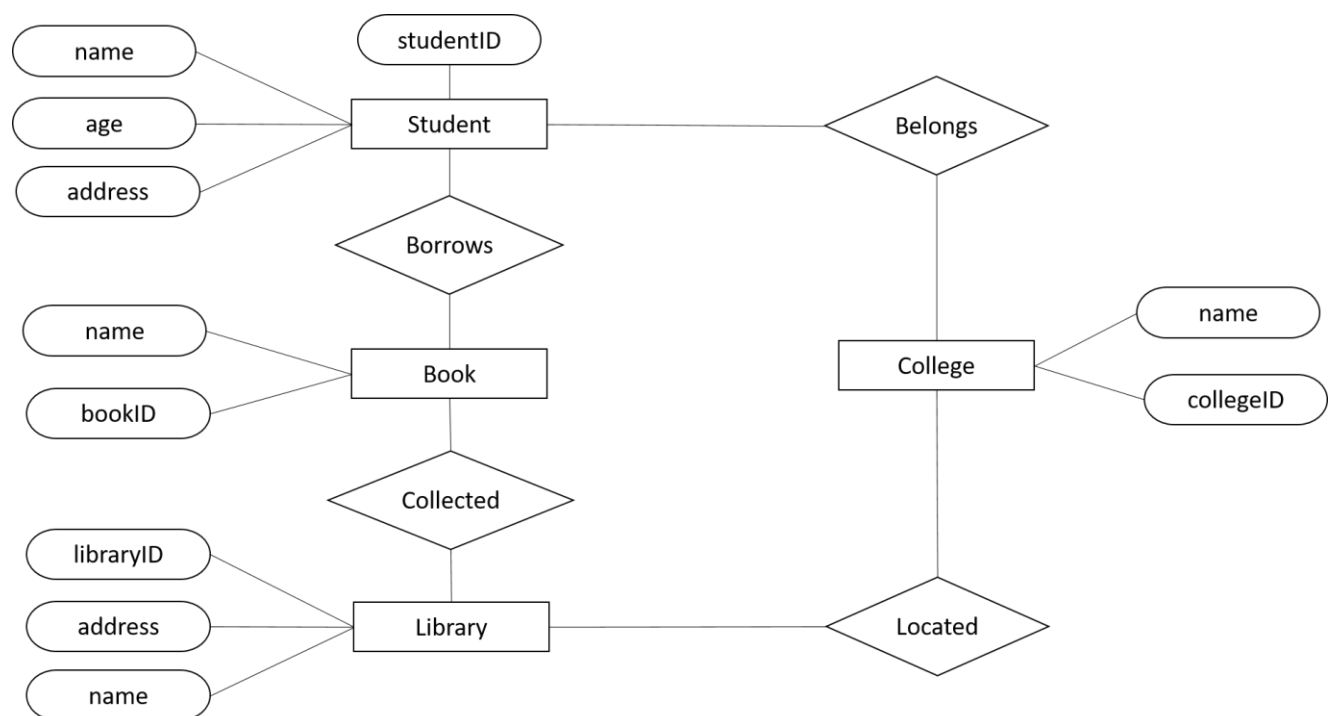 name
studentID
age
Student
Belongs
address
Borrows
name
name
Book
College
bookID
collegeID
Collected
libraryID
address
Library
Located
name